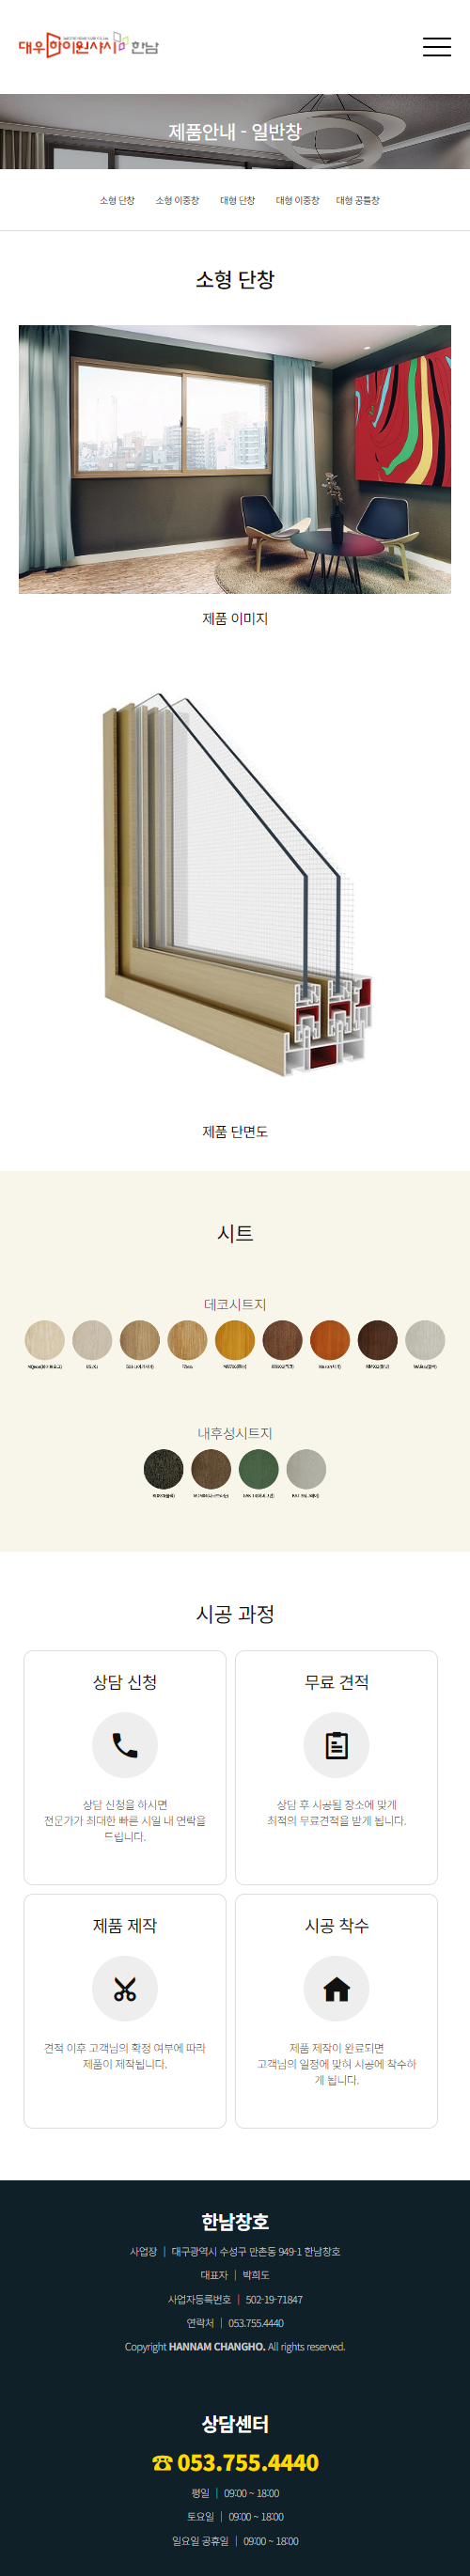 대우하이원샤시 한남
제품안내 - 일반창
소형 단창 소형 이중창 대형 단창 대형 이중창 대형 공틀창
소형 단창
제품 이미지
제품 단면도
시트
데코시트지
내후성시트지
시공 과정
상담 신청
상담 신청을 하시면
전문가가 최대한 빠른 시일 내 연락을
드립니다.
무료 견적
상담 후 시공될 장소에 맞게
최적의 무료견적을 받게 됩니다.
제품 제작
견적 이후 고객님의 확정 여부에 따라
제품이 제작됩니다.
시공 착수
제품 제작이 완료되면
고객님의 일정에 맞춰 시공에 착수하
게 됩니다.
한남창호
사업장 | 대구광역시 수성구 만촌동 949-1 한남창호
대표자 | 박희도
사업자등록번호 | 502-19-71847
연락처 | 053.755.4440
Copyright HANNAM CHANGHO. All rights reserved.
상담센터
☎ 053.755.4440
평일 | 09:00 ~ 18:00
토요일 | 09:00 ~ 18:00
일요일 공휴일 | 09:00 ~ 18:00